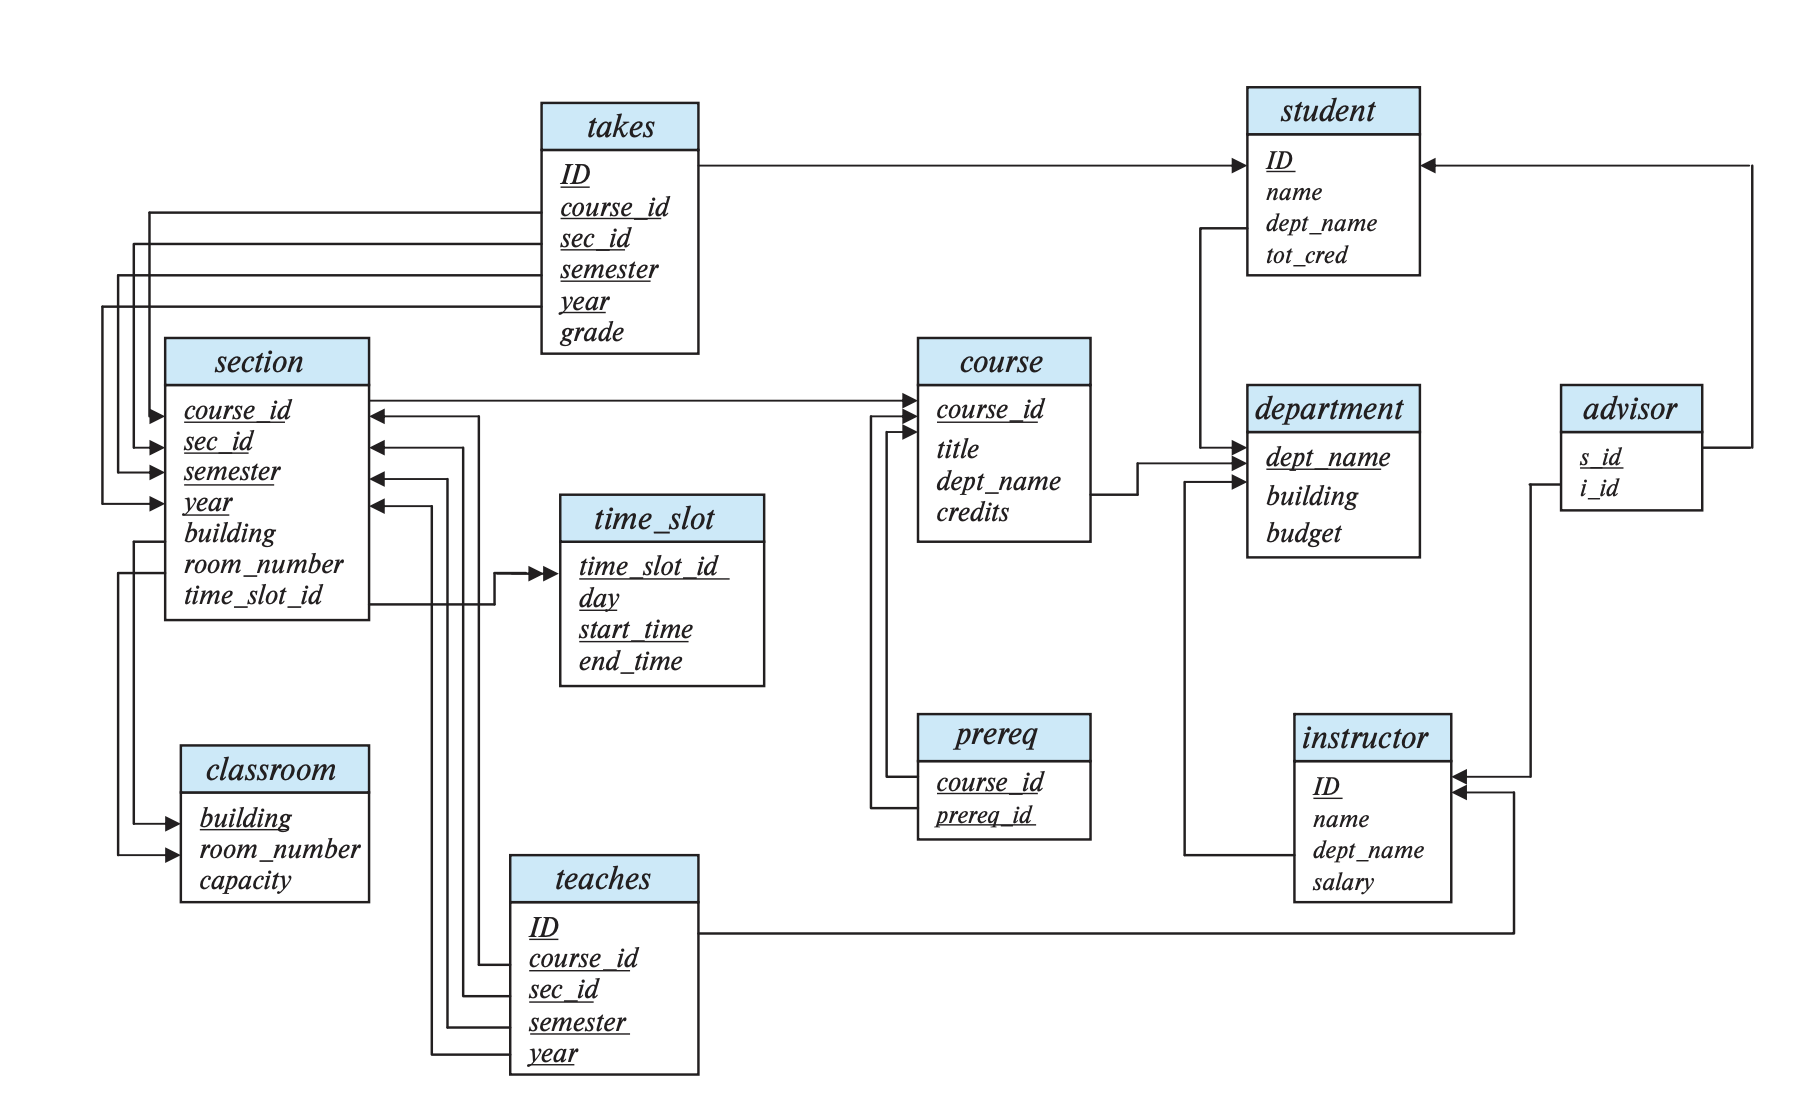 takes
ID
course_id
sec_id
semester
year
grade
student
ID
name
dept_name
tot_cred
section
course_id
sec_id
semester
year
building
room_number
time_slot_id
course
course_id
title
dept_name
credits
department
dept_name
building
budget
advisor
s_id
i_id
time_slot
time_slot_id
day
start_time
end_time
prereq
course_id
prereq_id
instructor
ID
name
dept_name
salary
classroom
building
room_number
capacity
teaches
ID
course_id
sec_id
semester
year